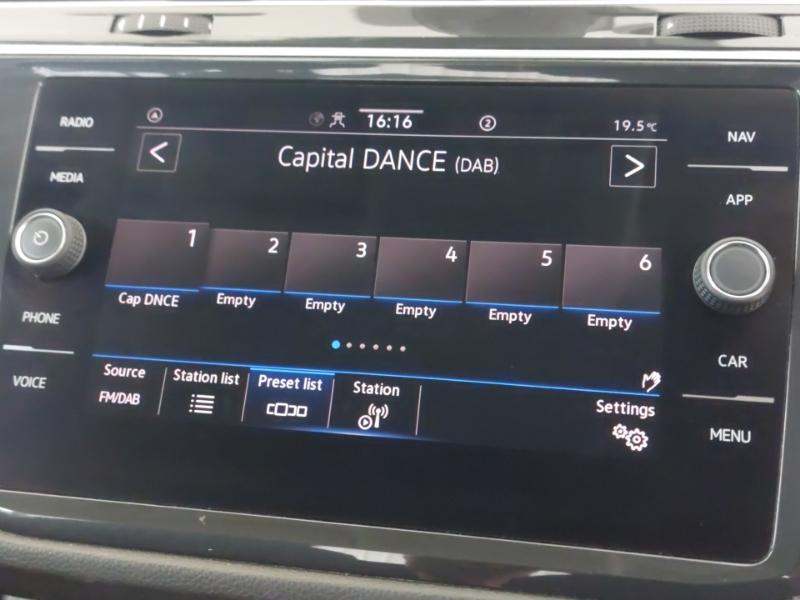 RADIO
MEDIA
PHONE
VOICE
A
16:16
2
19.5°C
< Capital DANCE (DAB) >
1 2 3 4 5 6
Cap DNCE Empty Empty Empty Empty Empty
Source Station list Preset list Station Settings
FM/DAB
NAV
APP
CAR
MENU